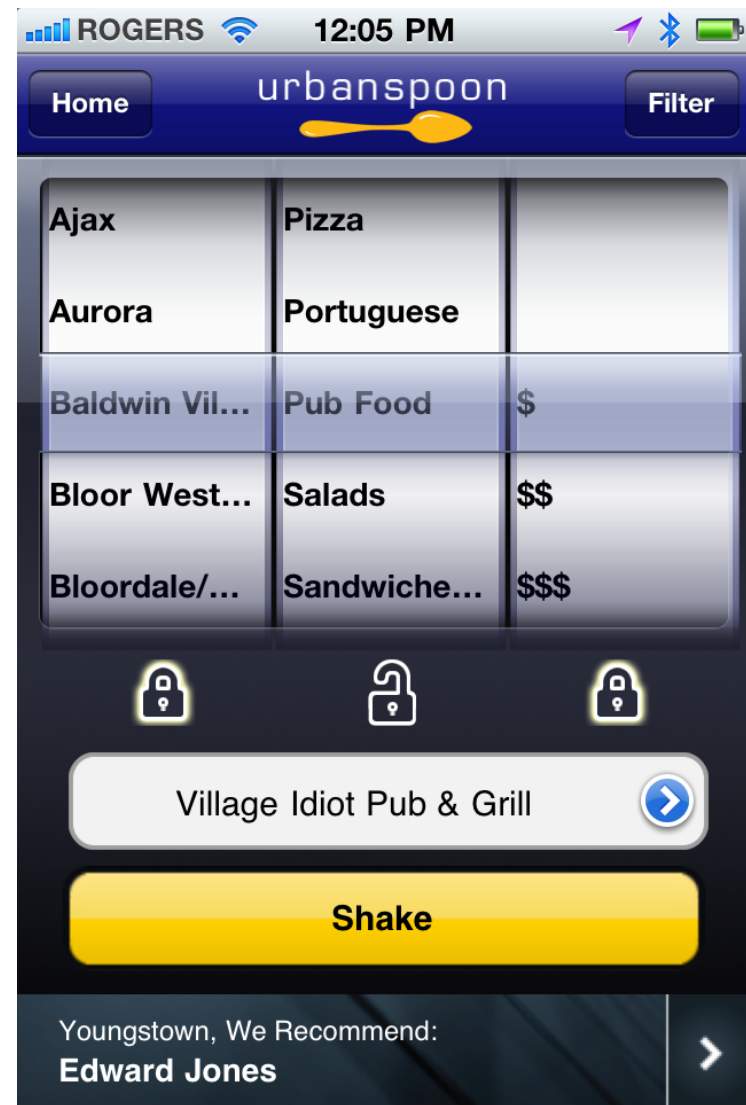 ROGERS 12:05 PM
Home urbanspoon Filter
Ajax Pizza
Aurora Portuguese
Baldwin Vil... Pub Food $
Bloor West... Salads $$
Bloordale/... Sandwiche... $$$
Village Idiot Pub & Grill
Shake
Youngstown, We Recommend:
Edward Jones